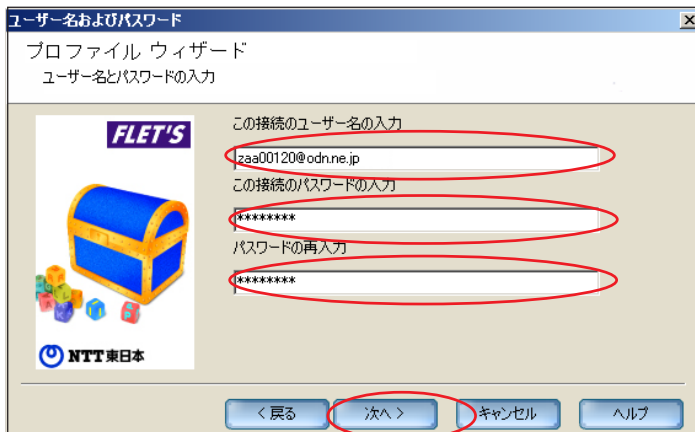 ユーザー名およびパスワード
プロファイル ウィザード
ユーザー名とパスワードの入力
FLET'S
この接続のユーザー名の入力
zaa00120@odn.ne.jp
この接続のパスワードの入力
********
パスワードの再入力
********
NTT東日本
< 戻る
次へ >
キャンセル
ヘルプ